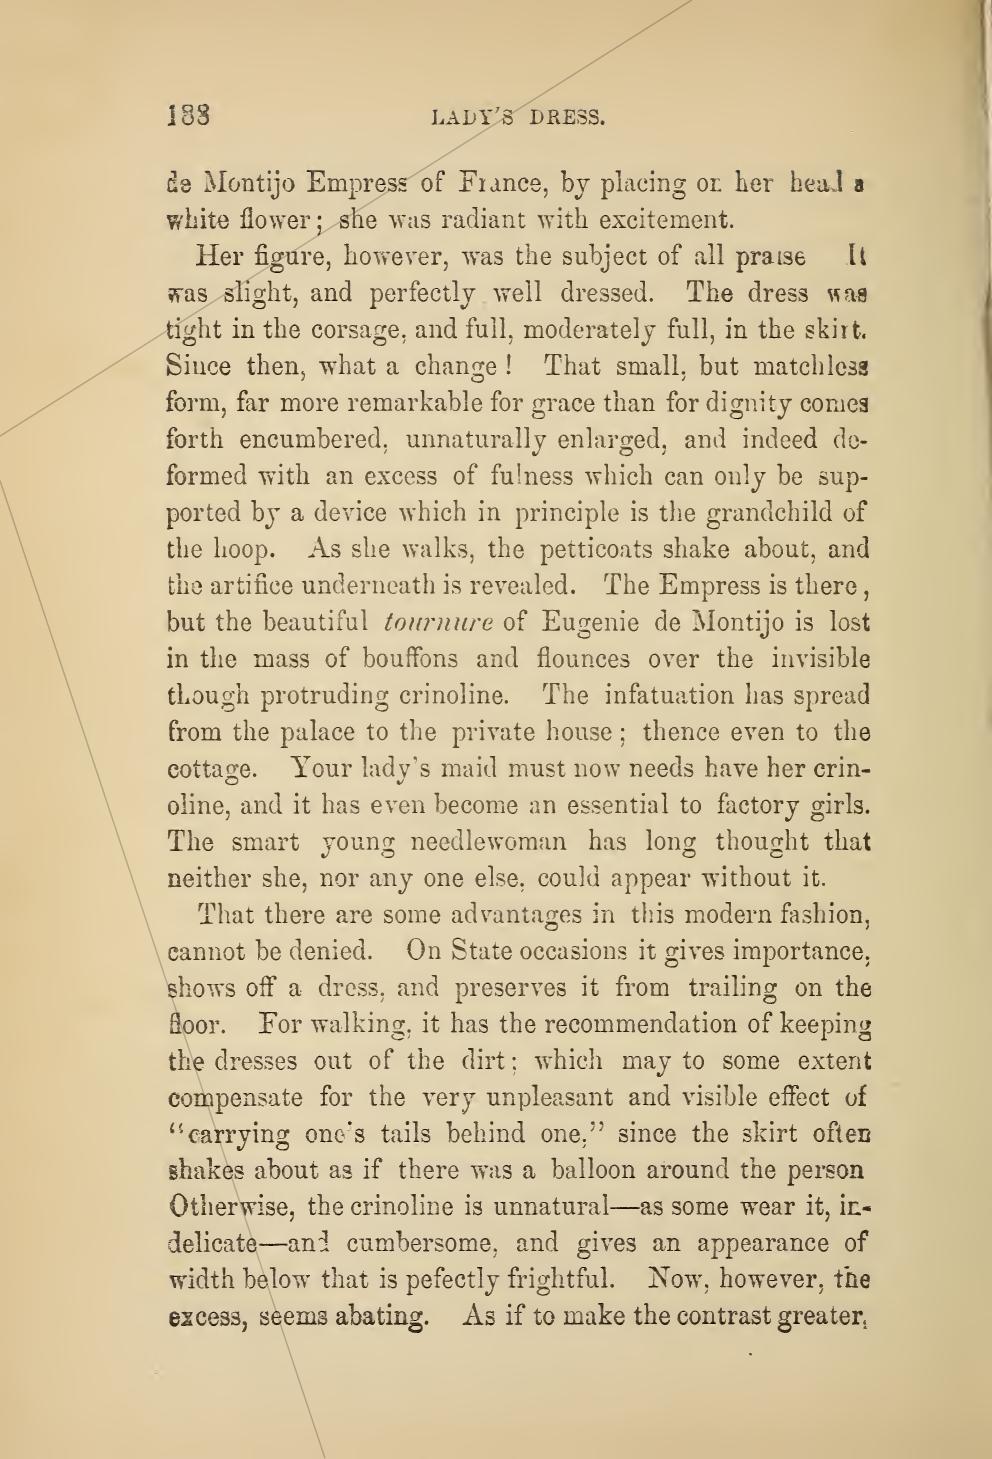 188 LADY'S DRESS.
de Montijo Empress of France, by placing on her head a
white flower; she was radiant with excitement.
Her figure, however, was the subject of all praise It
was slight, and perfectly well dressed. The dress was
tight in the corsage, and full, moderately full, in the skirt.
Since then, what a change! That small, but matchless
form, far more remarkable for grace than for dignity comes
forth encumbered, unnaturally enlarged, and indeed de-
formed with an excess of fulness which can only be sup-
ported by a device which in principle is the grandchild of
the hoop. As she walks, the petticoats shake about, and
the artifice underneath is revealed. The Empress is there,
but the beautiful tournure of Eugenie de Montijo is lost
in the mass of bouffons and flounces over the invisible
though protruding crinoline. The infatuation has spread
from the palace to the private house; thence even to the
cottage. Your lady's maid must now needs have her crin-
oline, and it has even become an essential to factory girls.
The smart young needlewoman has long thought that
neither she, nor any one else, could appear without it.
That there are some advantages in this modern fashion,
cannot be denied. On State occasions it gives importance,
shows off a dress, and preserves it from trailing on the
floor. For walking, it has the recommendation of keeping
the dresses out of the dirt; which may to some extent
compensate for the very unpleasant and visible effect of
"carrying one's tails behind one," since the skirt often
shakes about as if there was a balloon around the person
Otherwise, the crinoline is unnatural—as some wear it, in-
delicate—and cumbersome, and gives an appearance of
width below that is pefectly frightful. Now, however, the
excess, seems abating. As if to make the contrast greater,